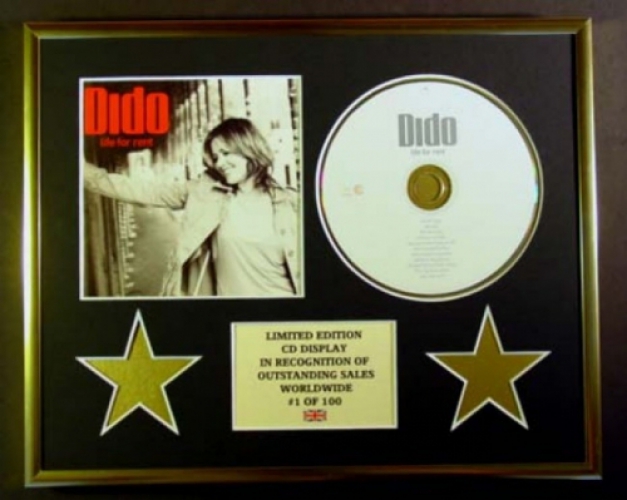 Dido
life for rent
Dido
life for rent
LIMITED EDITION
CD DISPLAY
IN RECOGNITION OF
OUTSTANDING SALES
WORLDWIDE
#1 OF 100